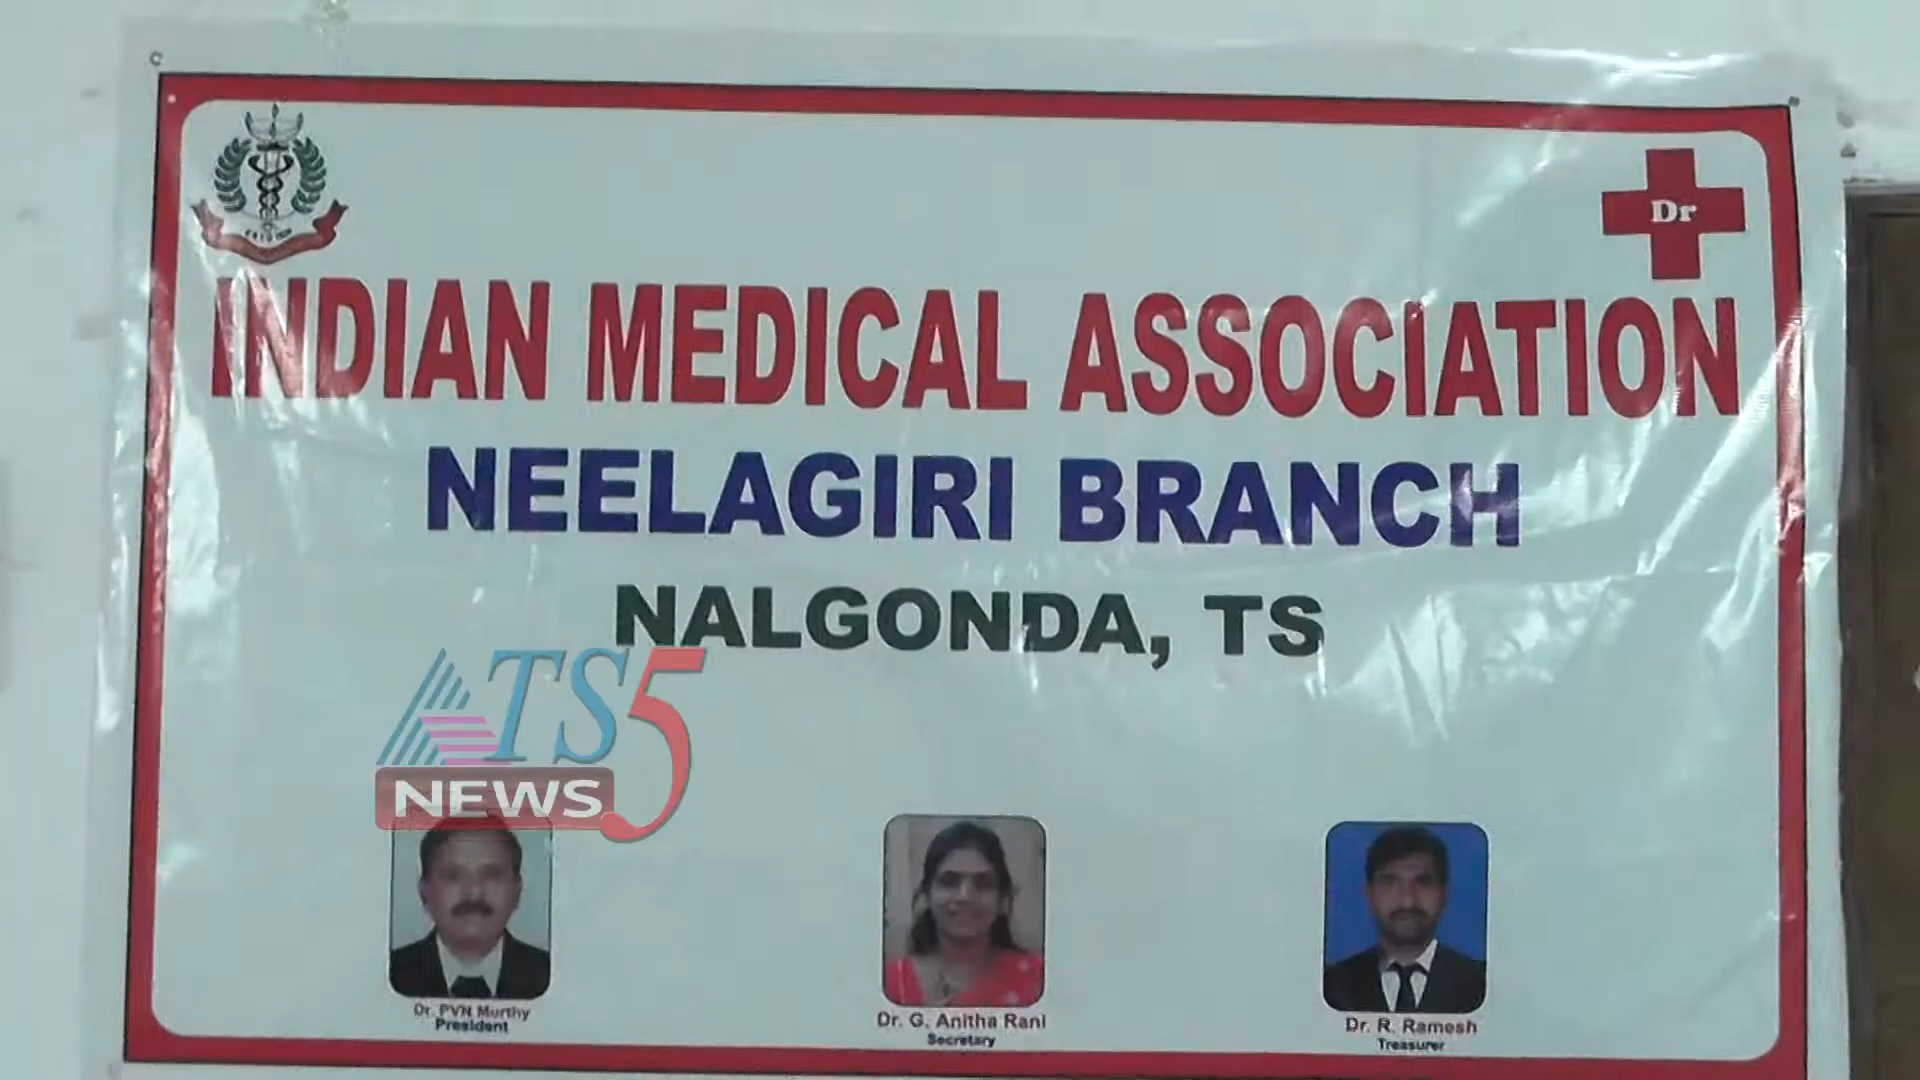 Dr
INDIAN MEDICAL ASSOCIATION
NEELAGIRI BRANCH
NALGONDA, TS
TS5
NEWS
Dr. PVN Murthy
President
Dr. G. Anitha Rani
Secretary
Dr. R. Ramesh
Treasurer